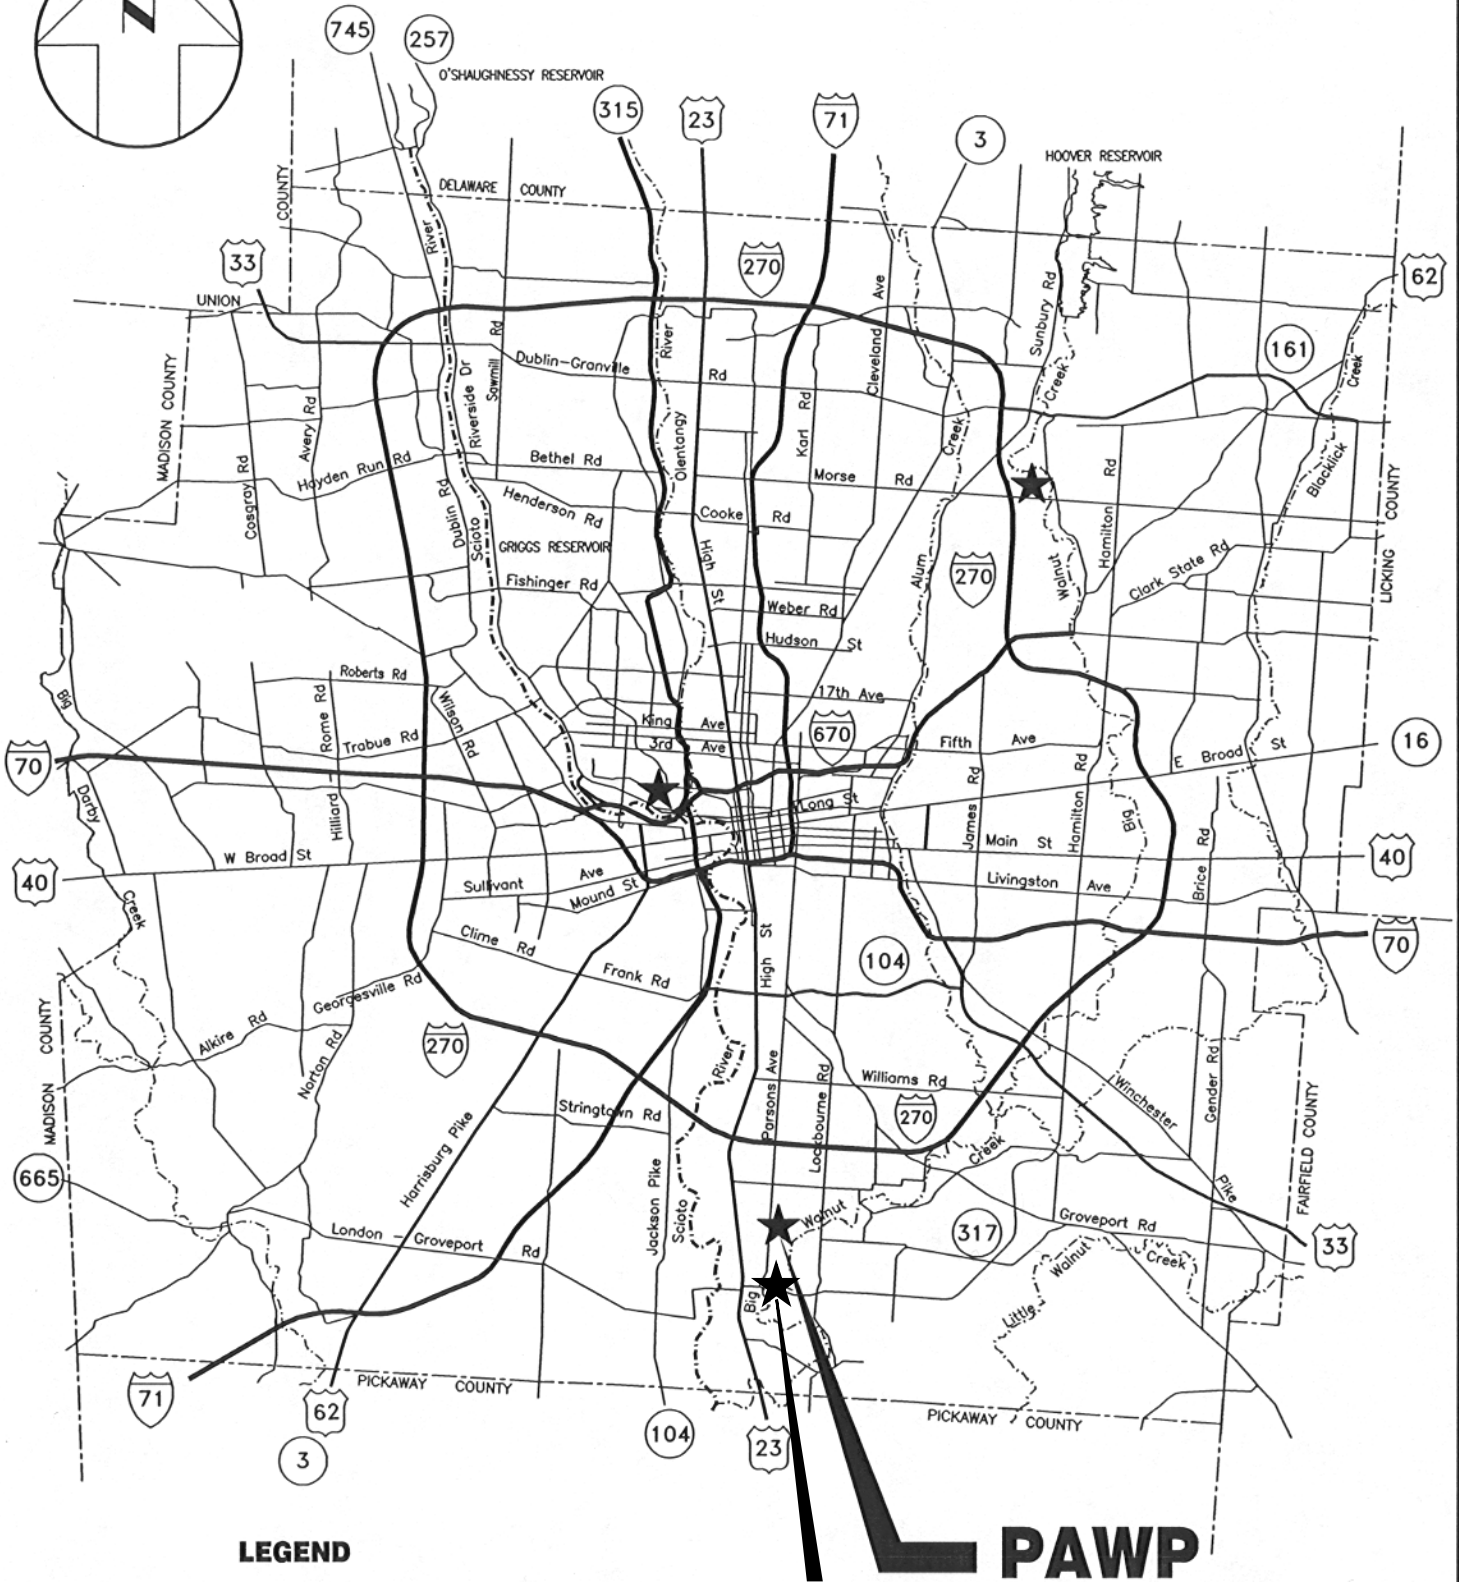 N
745
257
O'SHAUGHNESSY RESERVOIR
315
23
71
3
HOOVER RESERVOIR
COUNTY
DELAWARE COUNTY
River
33
270
62
UNION
Ave
Sunbury Rd
161
MADISON COUNTY
Rd
Sawmill
Riverside Dr
Dublin-Granville
Rd
River
Cleveland
Creek
Creek
Avery Rd
Karl Rd
Olentangy
Creek
Hayden Run Rd
Bethel Rd
Morse Rd
Cosgray Rd
Dublin Rd
Henderson Rd
Cooke Rd
Hamilton Rd
Blacklick
Scioto
GRIGGS RESERVOIR
High St
LICKING COUNTY
Fishinger Rd
Alum
270
Walnut
Clark State Rd
Weber Rd
Hudson St
Roberts Rd
Big
Rome Rd
Wilson Rd
17th Ave
King Ave
3rd Ave
670
Trabue Rd
Fifth Ave
16
E Broad St
70
Darby
Hilliard
Long St
James Rd
Hamilton Rd
Big
W Broad St
Main St
40
40
Sullivant Ave
Mound St
Livingston Ave
Brice Rd
Creek
Clime Rd
High St
70
104
Frank Rd
Georgesville Rd
COUNTY
Alkire Rd
Norton Rd
270
River
Parsons Ave
Lockbourne Rd
Williams Rd
Gender Rd
MADISON
Stringtown Rd
270
Winchester
Harrisburg Pike
Creek
FAIRFIELD COUNTY
665
Jackson Pike
Scioto
Pike
London - Groveport Rd
Walnut
317
Groveport Rd
33
Walnut
Creek
Big
Little
71
62
PICKAWAY COUNTY
3
104
23
PICKAWAY COUNTY
LEGEND
PAWP